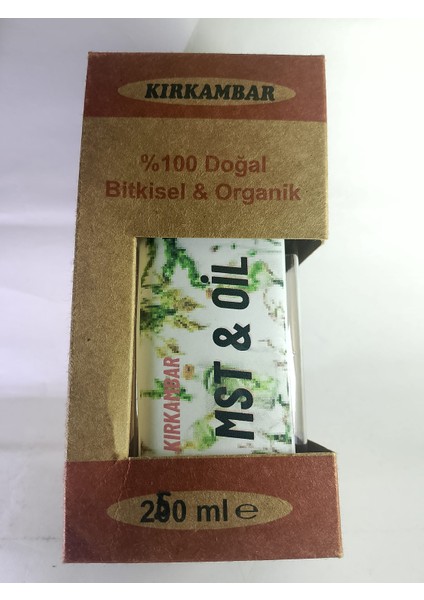 KIRKAMBAR
%100 Doğal
Bitkisel & Organik
KIRKAMBAR
MST & OİL
250 ml ℮